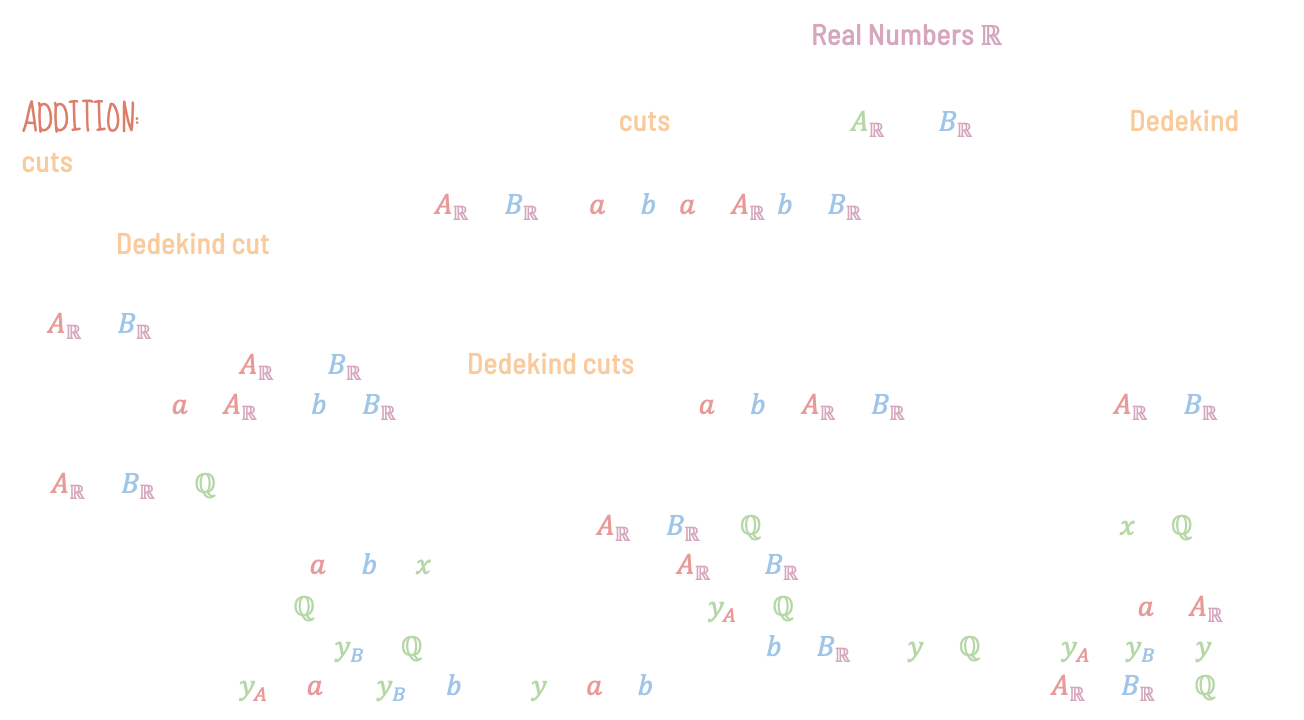 Real Numbers ℝ
ADDITION: cuts A_ℝ B_ℝ Dedekind
cuts
A_ℝ B_ℝ a b a A_ℝ b B_ℝ
Dedekind cut
A_ℝ B_ℝ
A_ℝ B_ℝ Dedekind cuts
a A_ℝ b B_ℝ a b A_ℝ B_ℝ A_ℝ B_ℝ
A_ℝ B_ℝ ℚ
A_ℝ B_ℝ ℚ x ℚ
a b x A_ℝ B_ℝ
ℚ y_A ℚ a A_ℝ
y_B ℚ b B_ℝ y ℚ y_A y_B y
y_A a y_B b y a b A_ℝ B_ℝ ℚ